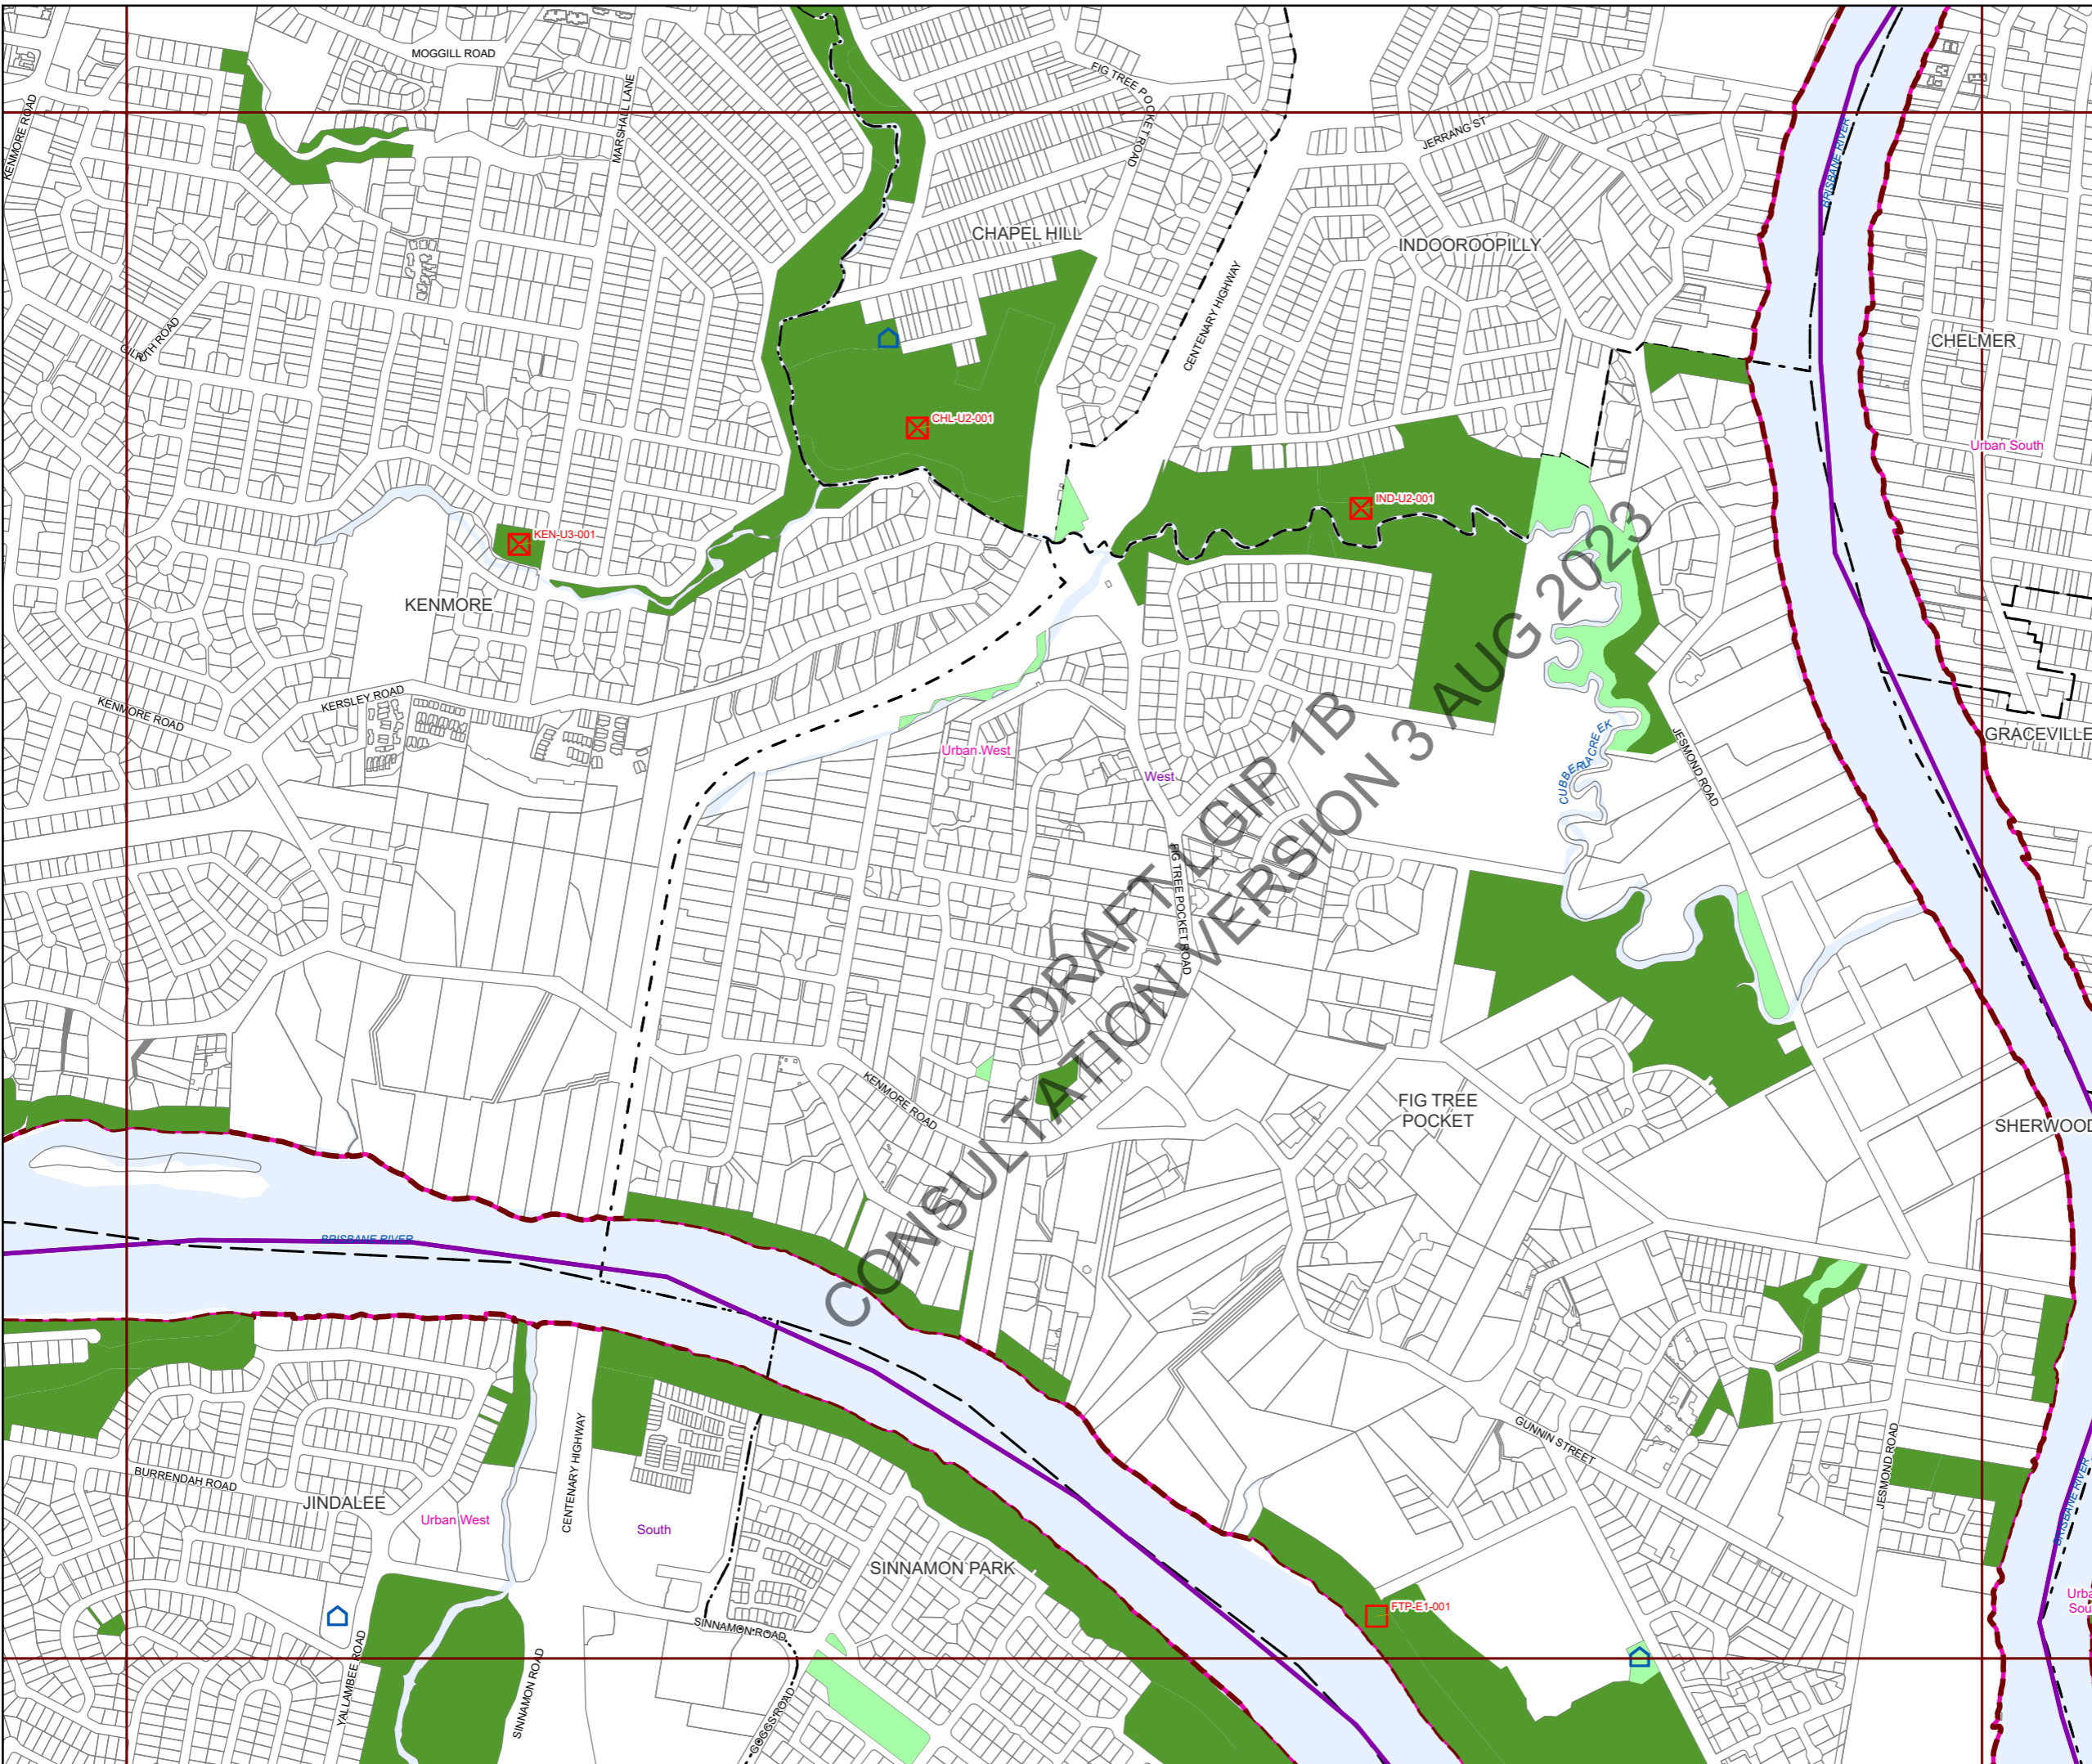 MOGGILL ROAD
KENMORE ROAD
MARSHALL LANE
FIG TREE POCKET ROAD
JERRANG ST
BRISBANE RIVER
CHAPEL HILL
INDOOROOPILLY
CENTENARY HIGHWAY
CHELMER
Urban South
CHL-U2-001
IND-U2-001
KEN-U3-001
KENMORE
KERSLEY ROAD
KENMORE ROAD
Urban West
West
CUBBERLA CREEK
JESMOND ROAD
GRACEVILLE
FIG TREE POCKET ROAD
DRAFT LGIP 1B
CONSULTATION VERSION 3 AUG 2023
KENMORE ROAD
FIG TREE
POCKET
SHERWOOD
BRISBANE RIVER
BURRENDAH ROAD
JINDALEE
Urban West
CENTENARY HIGHWAY
South
SINNAMON PARK
GUNNIN STREET
JESMOND ROAD
BRISBANE RIVER
FTP-E1-001
SINNAMON ROAD
YALLAMBEE ROAD
SINNAMON ROAD
GOGGS ROAD